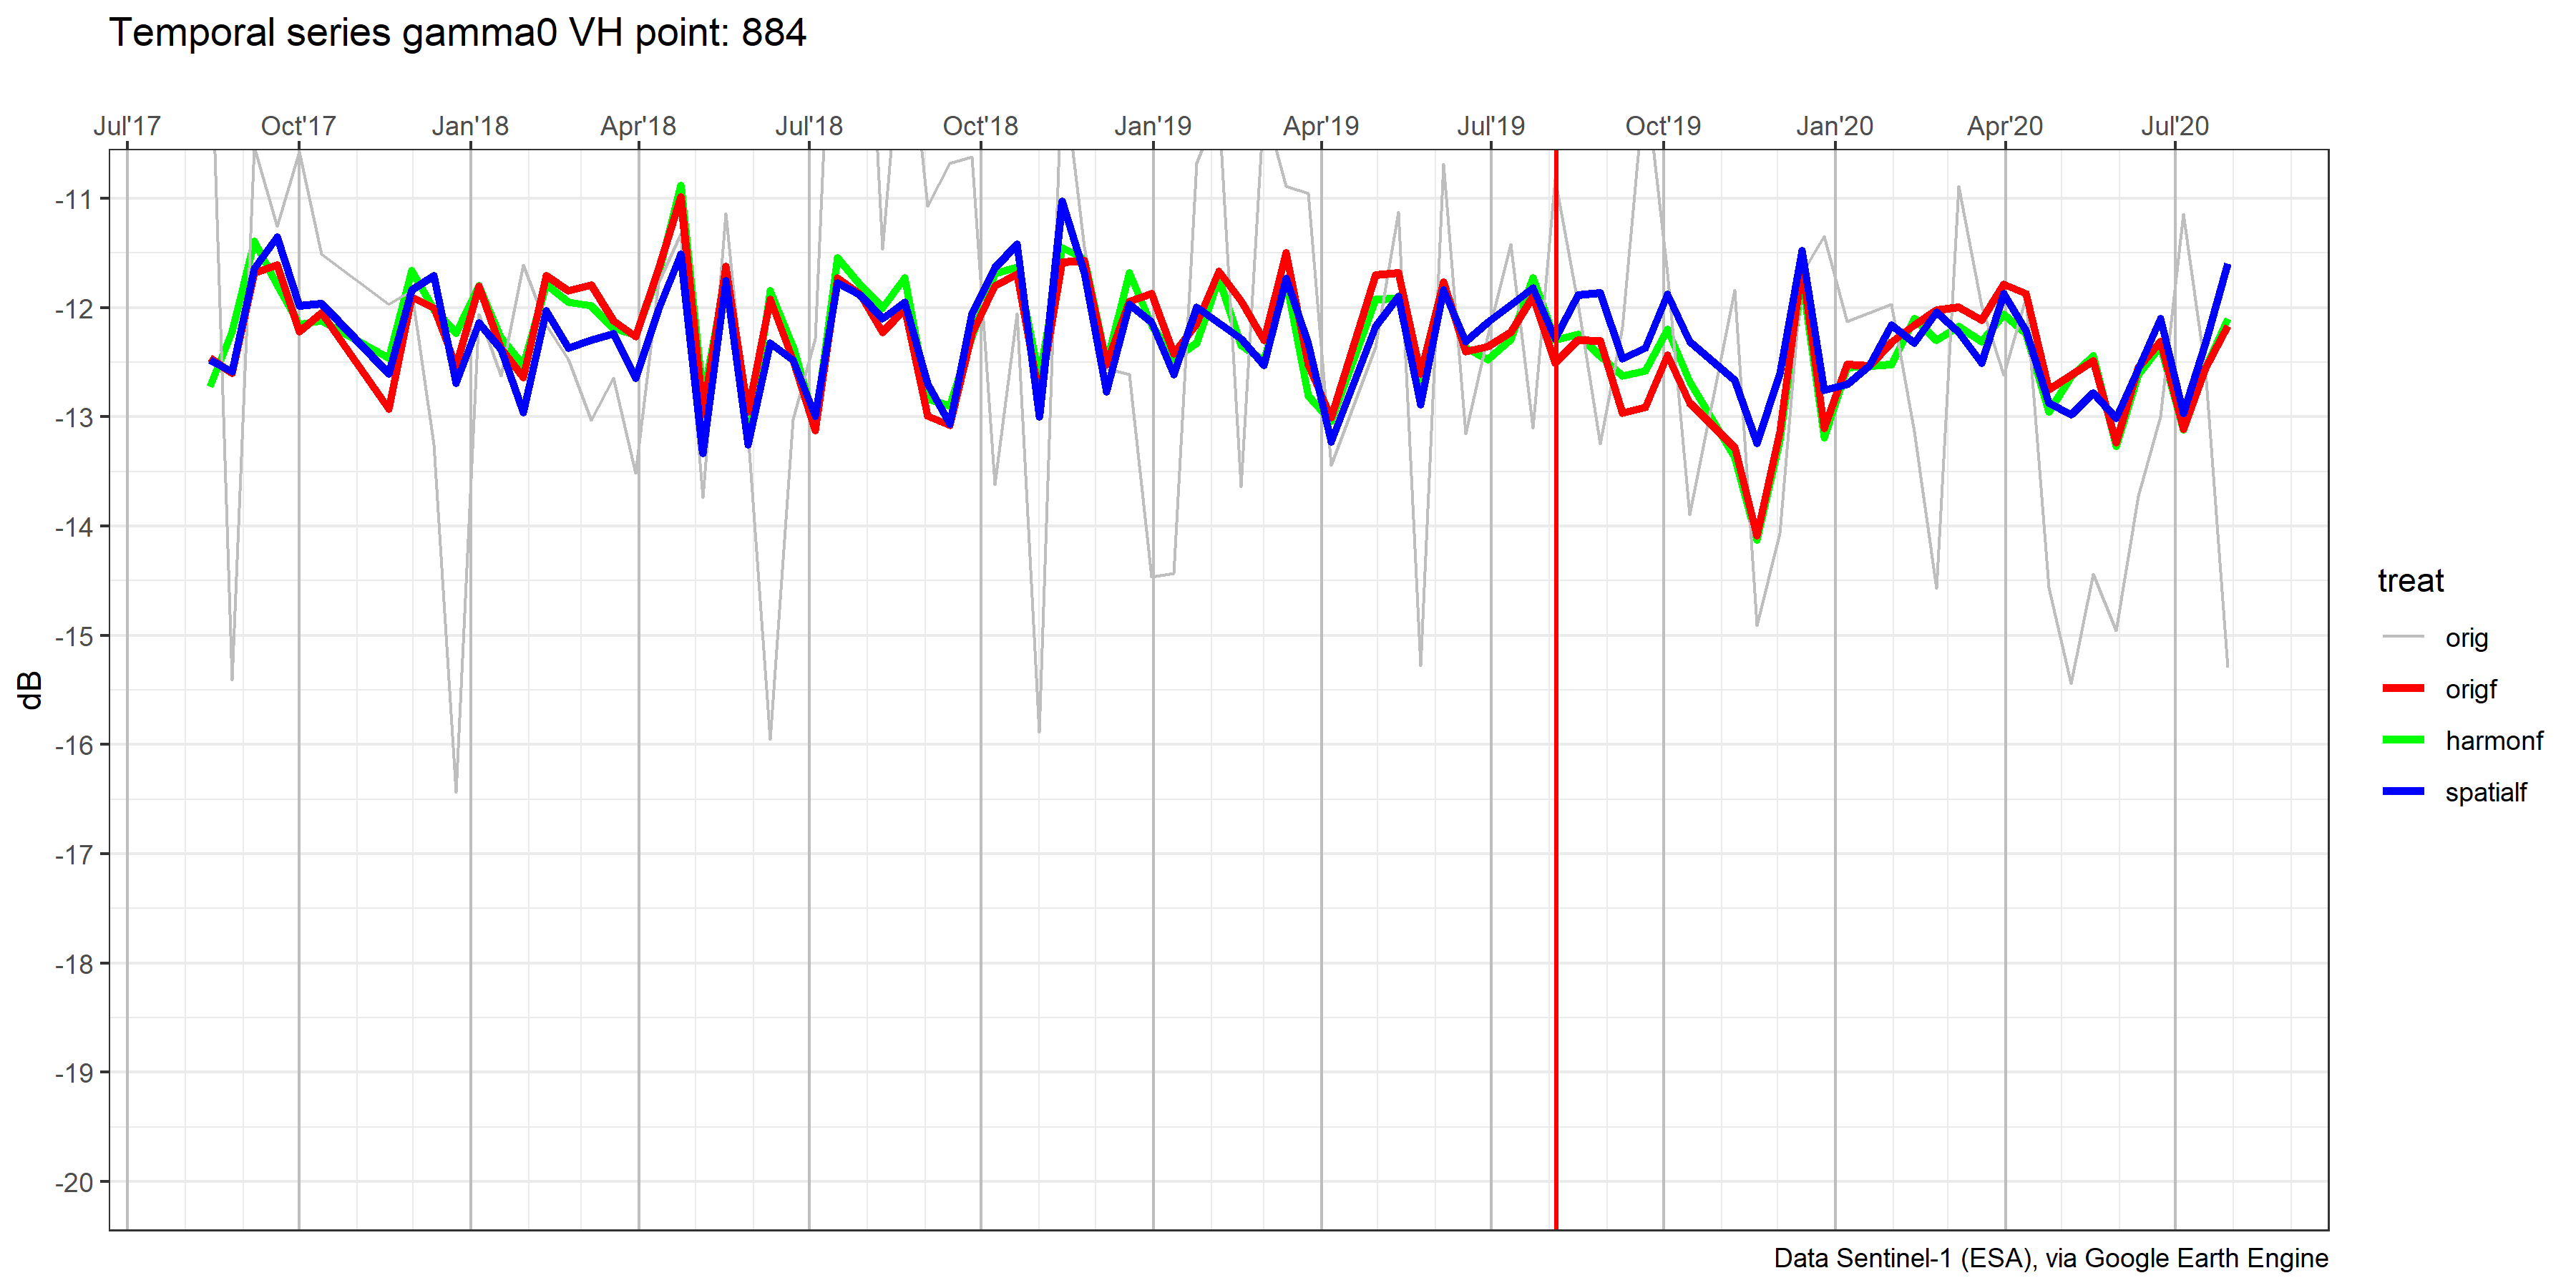 Temporal series gamma0 VH point: 884
Jul'17 Oct'17 Jan'18 Apr'18 Jul'18 Oct'18 Jan'19 Apr'19 Jul'19 Oct'19 Jan'20 Apr'20 Jul'20
-11
-12
-13
-14
-15
-16
-17
-18
-19
-20
dB
treat
orig
origf
harmonf
spatialf
Data Sentinel-1 (ESA), via Google Earth Engine